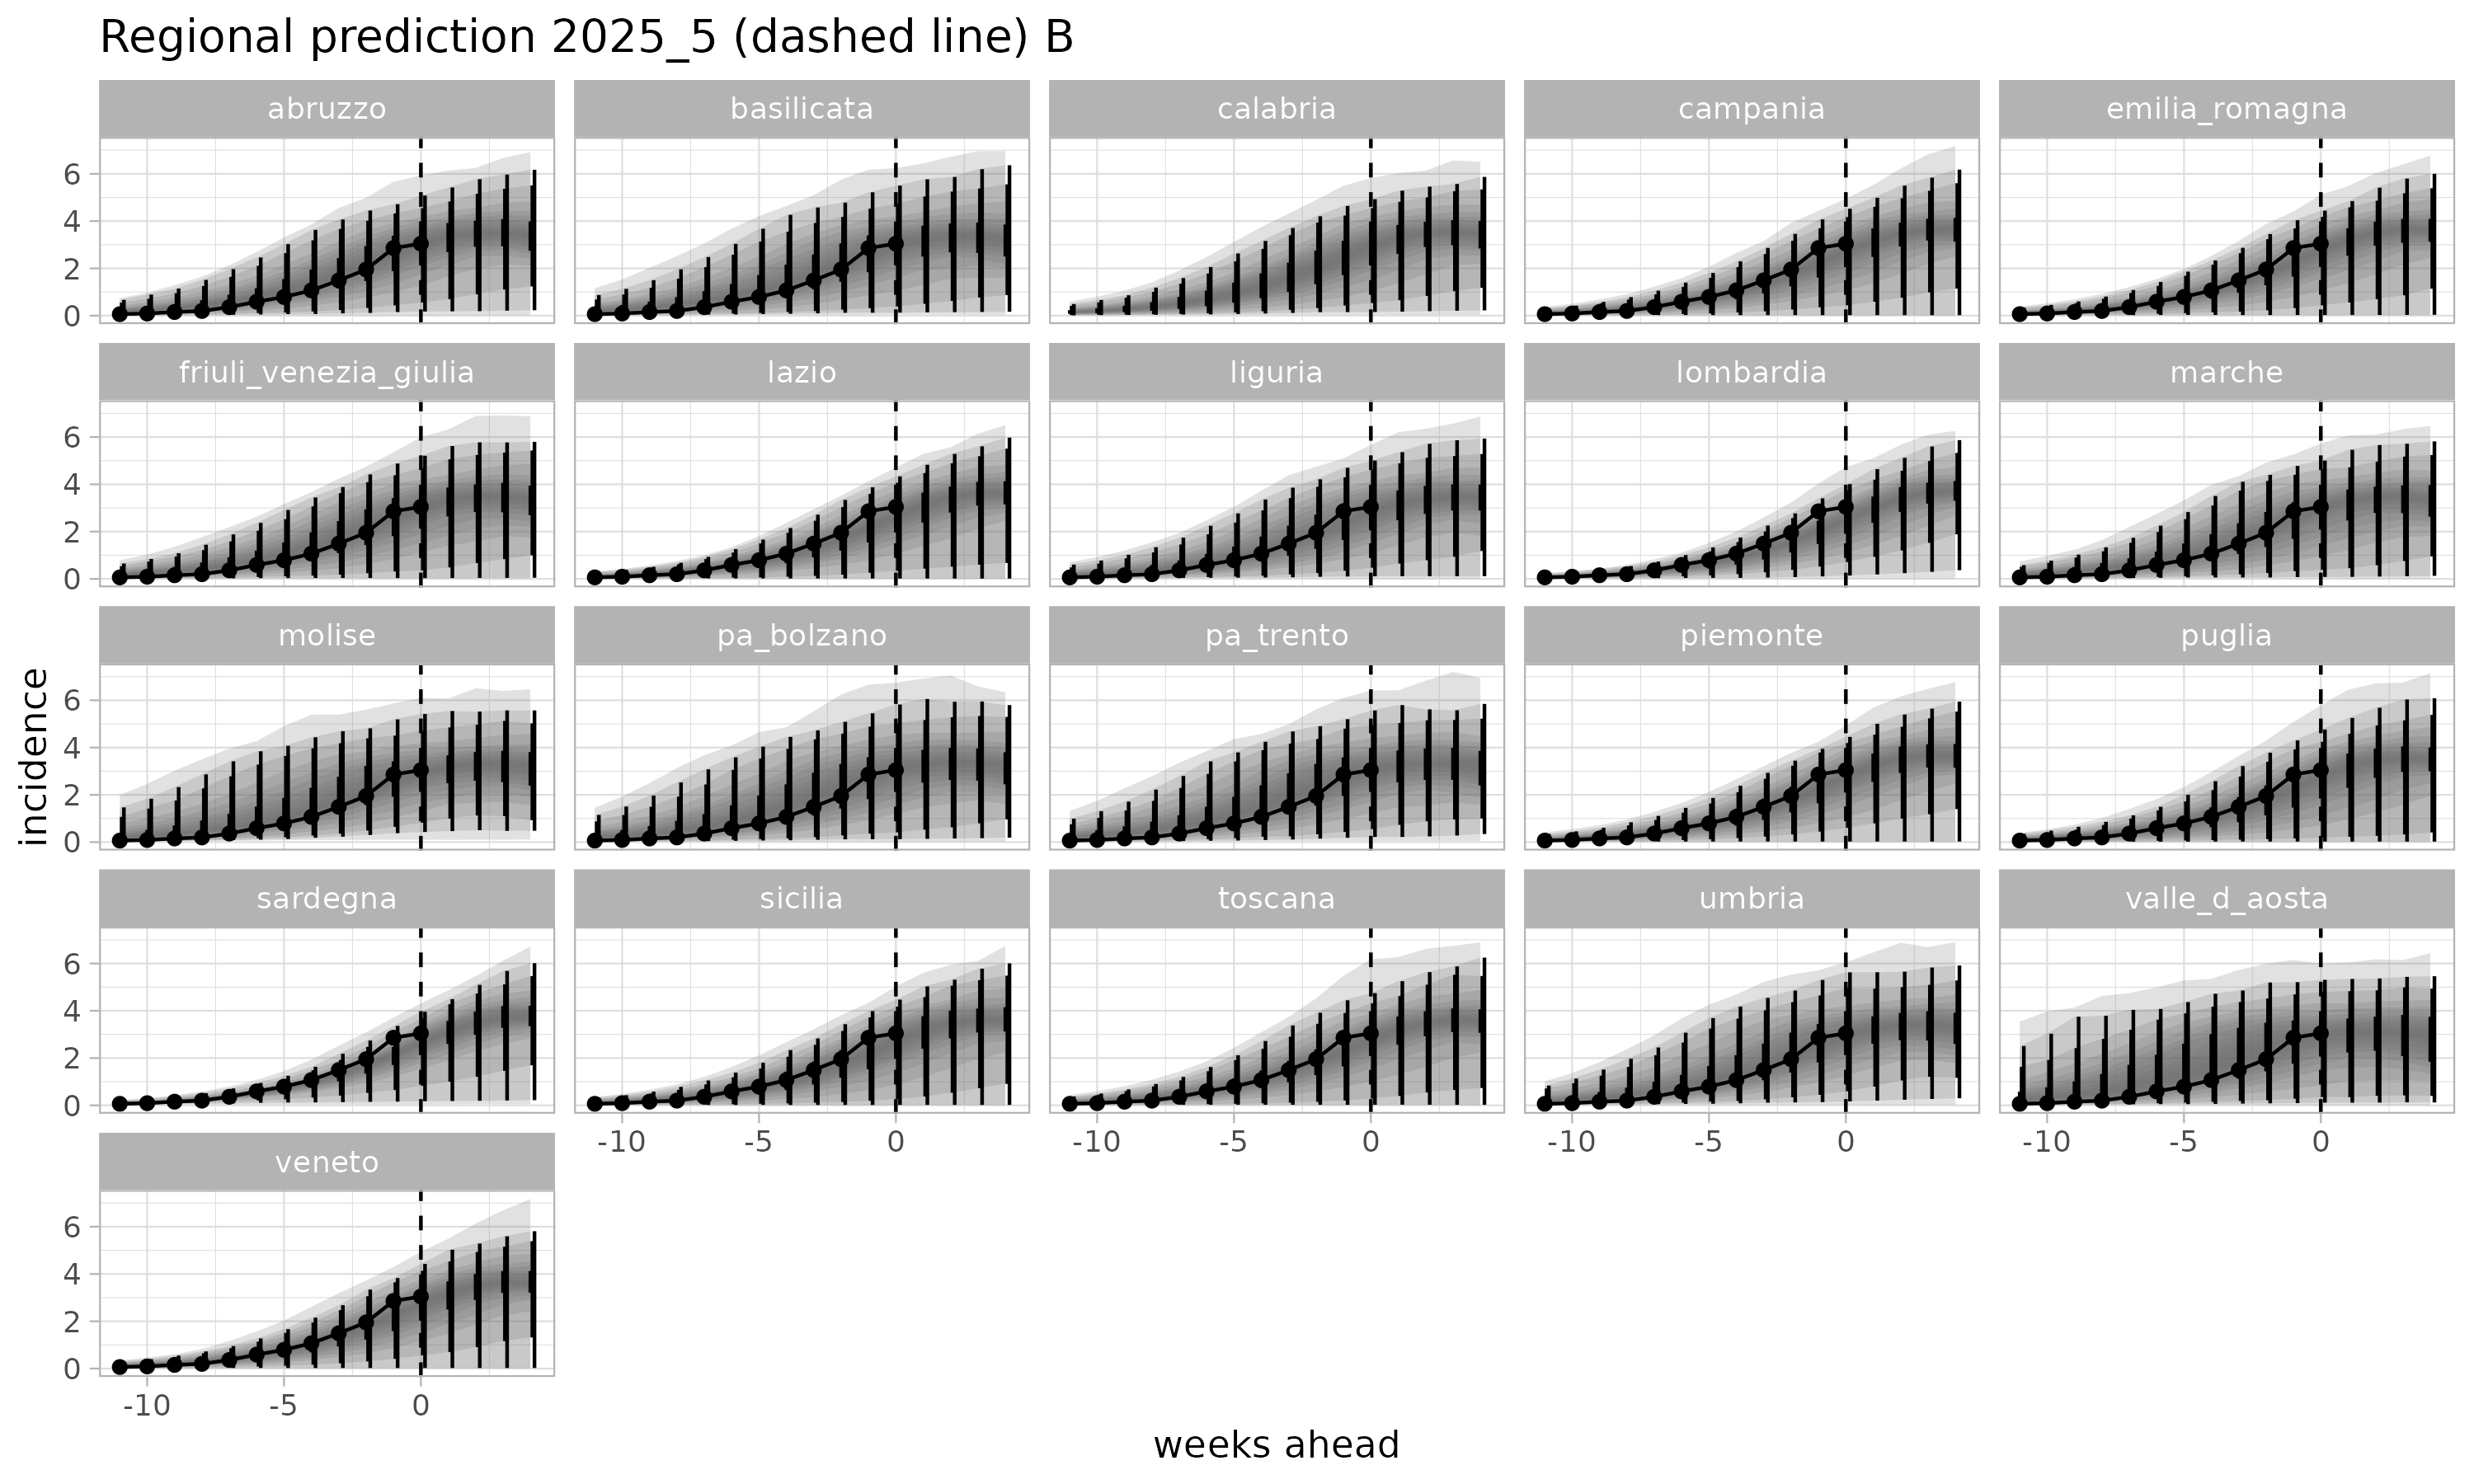 Regional prediction 2025_5 (dashed line) B
abruzzo basilicata calabria campania emilia_romagna
6
4
2
0
friuli_venezia_giulia lazio liguria lombardia marche
6
4
2
0
molise pa_bolzano pa_trento piemonte puglia
6
4
2
0
incidence
sardegna sicilia toscana umbria valle_d_aosta
6
4
2
0
-10 -5 0 -10 -5 0 -10 -5 0 -10 -5 0
veneto
6
4
2
0
-10 -5 0
weeks ahead